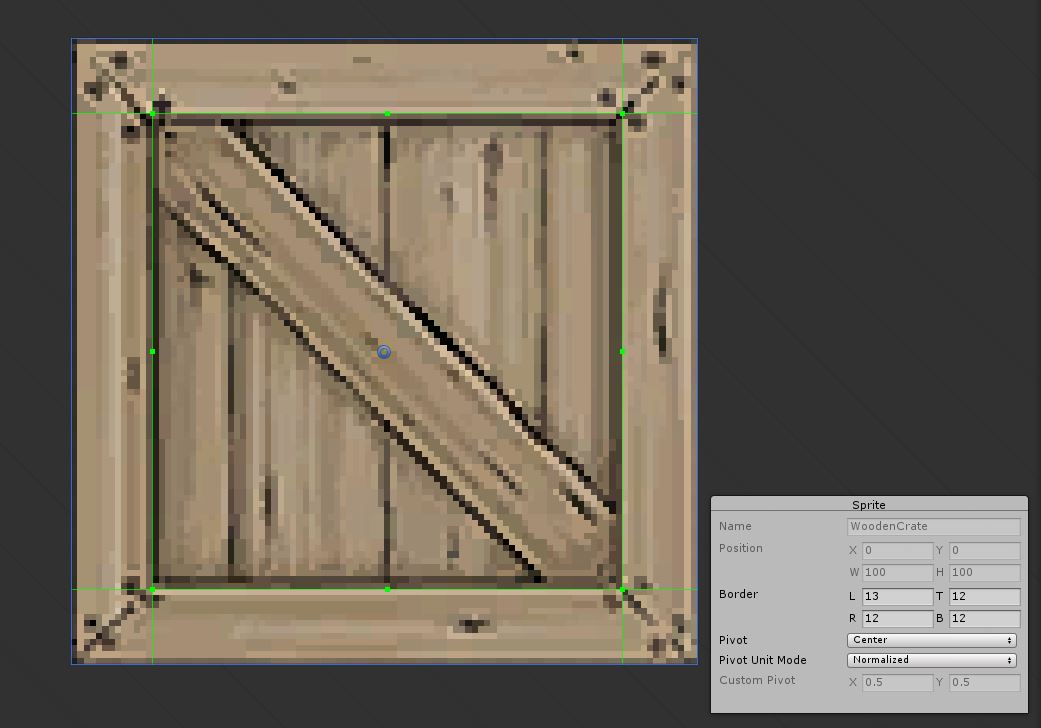 Sprite
Name WoodenCrate
Position X 0 Y 0
W 100 H 100
Border L 13 T 12
R 12 B 12
Pivot Center
Pivot Unit Mode Normalized
Custom Pivot X 0.5 Y 0.5